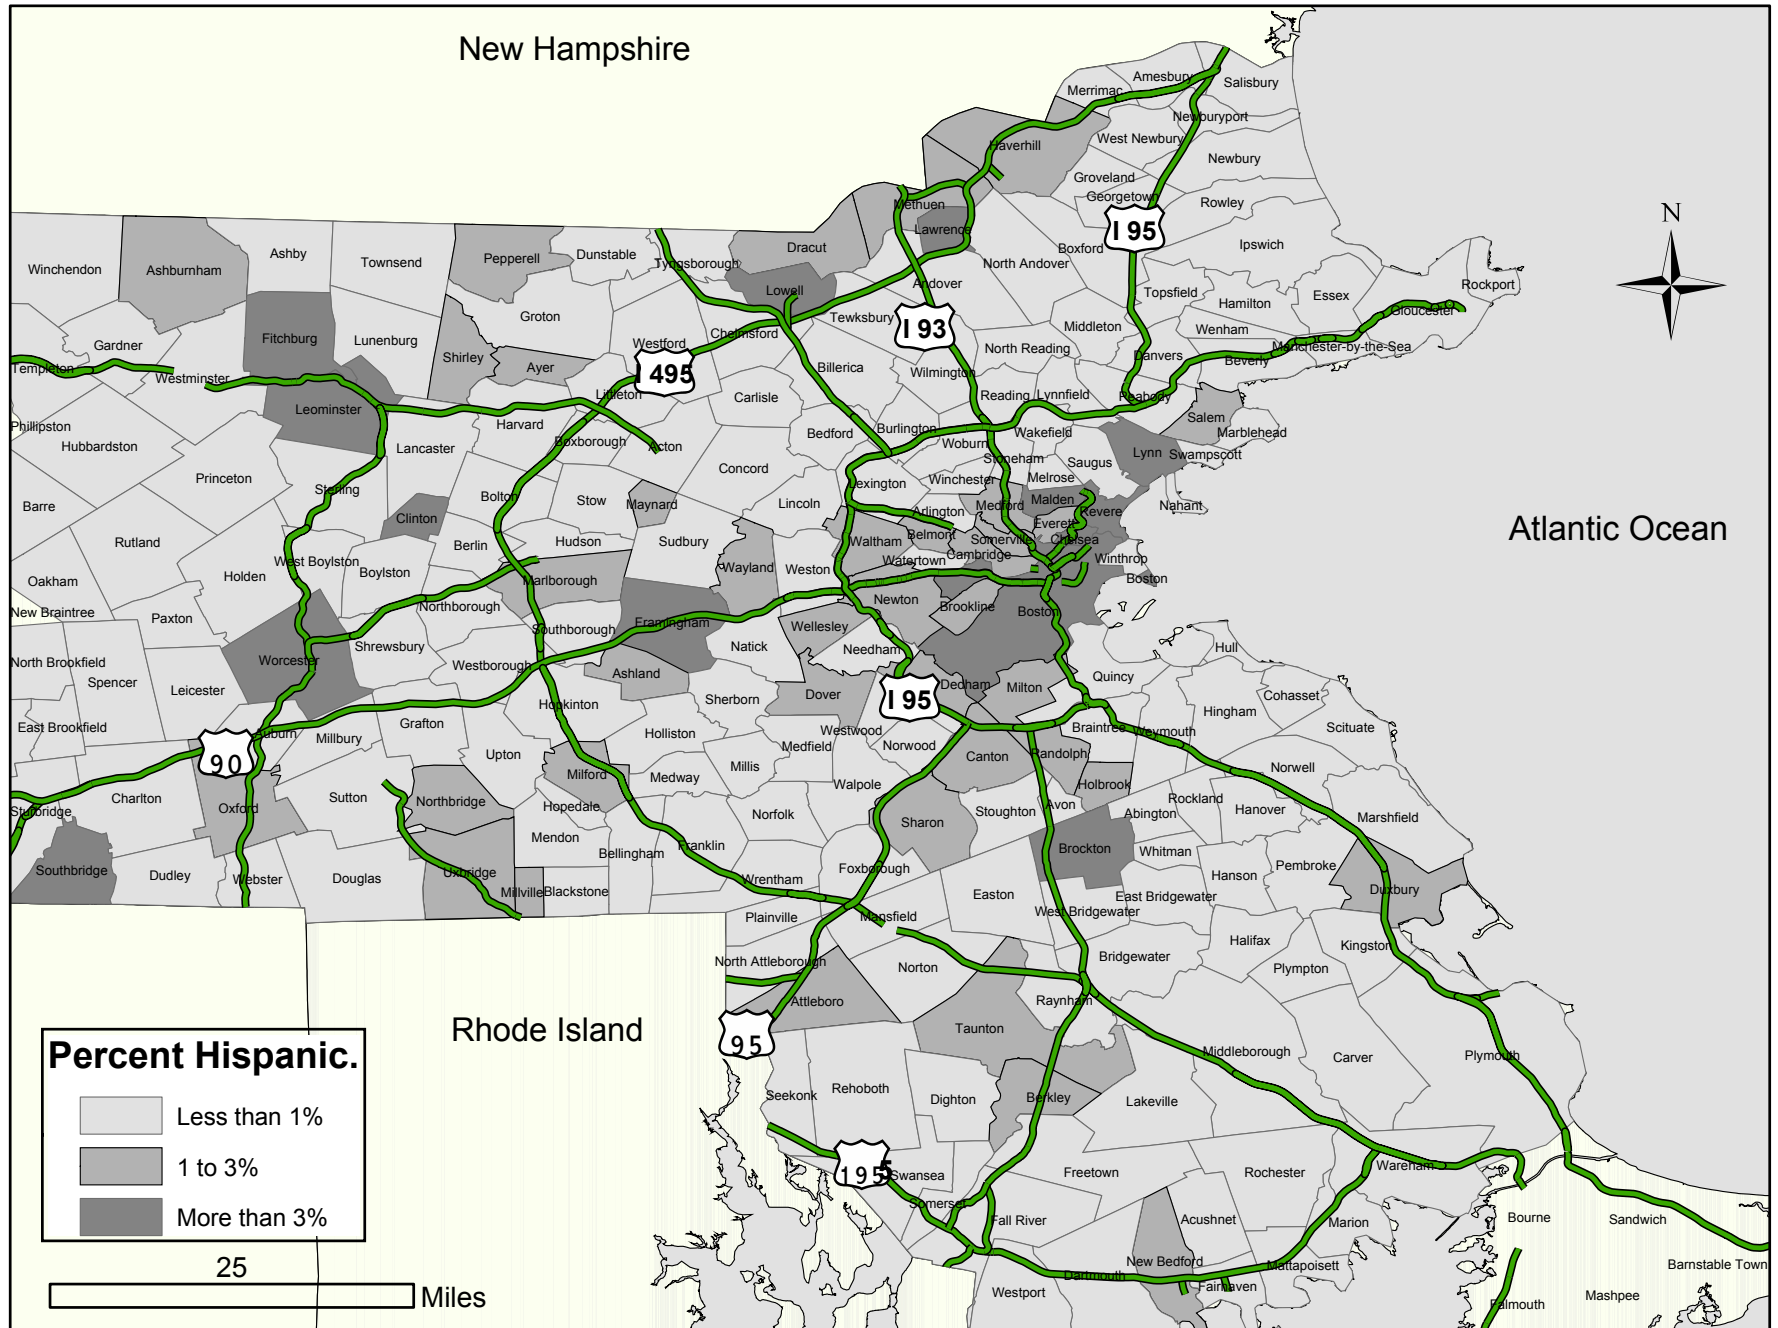 New Hampshire
Amesbury
Salisbury
Merrimac
Newburyport
West Newbury
Haverhill
Newbury
Groveland
Georgetown
Rowley
Methuen
Lawrence
I 95
N
Boxford
Ipswich
Dracut
Ashby
Dunstable
Pepperell
Townsend
Tyngsborough
North Andover
Winchendon
Ashburnham
Andover
Lowell
Rockport
Topsfield
Essex
Hamilton
Gloucester
Groton
Tewksbury
I 93
Middleton
Wenham
Chelmsford
Fitchburg
Lunenburg
Gardner
Westford
North Reading
Manchester-by-the-Sea
Shirley
Danvers
Beverly
Templeton
Ayer
Billerica
Wilmington
I 495
Westminster
Littleton
Reading
Lynnfield
Peabody
Carlisle
Leominster
Salem
Phillipston
Harvard
Bedford
Burlington
Wakefield
Marblehead
Hubbardston
Lancaster
Boxborough
Acton
Woburn
Lynn
Swampscott
Stoneham
Saugus
Concord
Princeton
Melrose
Winchester
Lexington
Sterling
Bolton
Stow
Maynard
Lincoln
Malden
Nahant
Barre
Medford
Arlington
Revere
Clinton
Everett
Atlantic Ocean
Rutland
Berlin
Hudson
Sudbury
Waltham
Belmont
Somerville
Chelsea
West Boylston
Cambridge
Watertown
Winthrop
Boylston
Wayland
Weston
Holden
Oakham
Marlborough
Boston
New Braintree
Northborough
Newton
Brookline
Boston
Paxton
Southborough
Framingham
Wellesley
Shrewsbury
Natick
Needham
Hull
North Brookfield
Worcester
Westborough
Ashland
Quincy
Spencer
Leicester
Dedham
Milton
Dover
Sherborn
I 95
Cohasset
Hopkinton
Hingham
East Brookfield
Grafton
Scituate
Auburn
Millbury
Holliston
Westwood
Braintree
Weymouth
Medfield
Norwood
Upton
Canton
Randolph
90
Millis
Norwell
Milford
Medway
Walpole
Holbrook
Charlton
Sutton
Northbridge
Rockland
Sturbridge
Oxford
Hopedale
Avon
Hanover
Norfolk
Stoughton
Abington
Marshfield
Sharon
Mendon
Franklin
Brockton
Whitman
Bellingham
Southbridge
Uxbridge
Foxborough
Pembroke
Dudley
Webster
Douglas
Wrentham
Hanson
Millville
Blackstone
Easton
East Bridgewater
Duxbury
Plainville
Mansfield
West Bridgewater
Halifax
Kingston
Bridgewater
North Attleborough
Norton
Plympton
Attleboro
Raynham
Rhode Island
Taunton
95
Middleborough
Carver
Plymouth
Percent Hispanic.
Less than 1%
1 to 3%
More than 3%
Rehoboth
Seekonk
Dighton
Berkley
Lakeville
195
5
Swansea
Freetown
Rochester
Wareham
Somerset
Fall River
Acushnet
Marion
Bourne
Sandwich
New Bedford
Mattapoisett
Barnstable Town
25
Miles
Dartmouth
Fairhaven
Westport
Falmouth
Mashpee